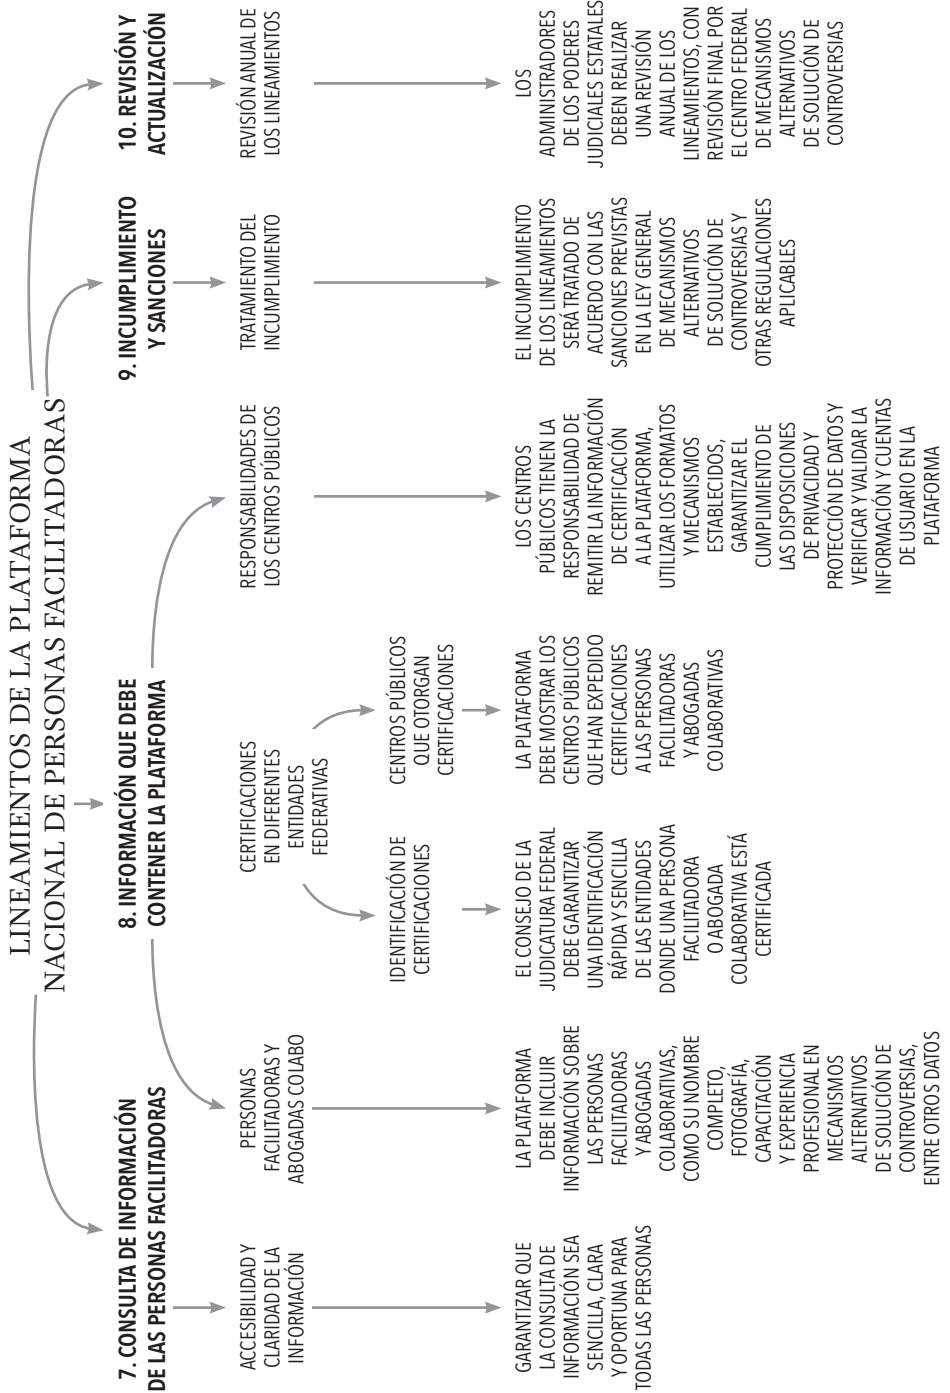 LINEAMIENTOS DE LA PLATAFORMA
NACIONAL DE PERSONAS FACILITADORAS
7. CONSULTA DE INFORMACIÓN
DE LAS PERSONAS FACILITADORAS
ACCESIBILIDAD Y
CLARIDAD DE LA
INFORMACIÓN
GARANTIZAR QUE
LA CONSULTA DE
INFORMACIÓN SEA
SENCILLA, CLARA
Y OPORTUNA PARA
TODAS LAS PERSONAS
8. INFORMACIÓN QUE DEBE
CONTENER LA PLATAFORMA
PERSONAS
FACILITADORAS Y
ABOGADAS COLABO
LA PLATAFORMA
DEBE INCLUIR
INFORMACIÓN SOBRE
LAS PERSONAS
FACILITADORAS
Y ABOGADAS
COLABORATIVAS,
COMO SU NOMBRE
COMPLETO,
FOTOGRAFÍA,
CAPACITACIÓN
Y EXPERIENCIA
PROFESIONAL EN
MECANISMOS
ALTERNATIVOS
DE SOLUCIÓN DE
CONTROVERSIAS,
ENTRE OTROS DATOS
CERTIFICACIONES
EN DIFERENTES
ENTIDADES
FEDERATIVAS
IDENTIFICACIÓN DE
CERTIFICACIONES
EL CONSEJO DE LA
JUDICATURA FEDERAL
DEBE GARANTIZAR
UNA IDENTIFICACIÓN
RÁPIDA Y SENCILLA
DE LAS ENTIDADES
DONDE UNA PERSONA
FACILITADORA
O ABOGADA
COLABORATIVA ESTÁ
CERTIFICADA
CENTROS PÚBLICOS
QUE OTORGAN
CERTIFICACIONES
LA PLATAFORMA
DEBE MOSTRAR LOS
CENTROS PÚBLICOS
QUE HAN EXPEDIDO
CERTIFICACIONES
A LAS PERSONAS
FACILITADORAS
Y ABOGADAS
COLABORATIVAS
RESPONSABILIDADES DE
LOS CENTROS PÚBLICOS
LOS CENTROS
PÚBLICOS TIENEN LA
RESPONSABILIDAD DE
REMITIR LA INFORMACIÓN
DE CERTIFICACIÓN
A LA PLATAFORMA,
UTILIZAR LOS FORMATOS
Y MECANISMOS
ESTABLECIDOS,
GARANTIZAR EL
CUMPLIMIENTO DE
LAS DISPOSICIONES
DE PRIVACIDAD Y
PROTECCIÓN DE DATOS Y
VERIFICAR Y VALIDAR LA
INFORMACIÓN Y CUENTAS
DE USUARIO EN LA
PLATAFORMA
9. INCUMPLIMIENTO
Y SANCIONES
TRATAMIENTO DEL
INCUMPLIMIENTO
EL INCUMPLIMIENTO
DE LOS LINEAMIENTOS
SERÁ TRATADO DE
ACUERDO CON LAS
SANCIONES PREVISTAS
EN LA LEY GENERAL
DE MECANISMOS
ALTERNATIVOS
DE SOLUCIÓN DE
CONTROVERSIAS Y
OTRAS REGULACIONES
APLICABLES
10. REVISIÓN Y
ACTUALIZACIÓN
REVISIÓN ANUAL DE
LOS LINEAMIENTOS
LOS
ADMINISTRADORES
DE LOS PODERES
JUDICIALES ESTATALES
DEBEN REALIZAR
UNA REVISIÓN
ANUAL DE LOS
LINEAMIENTOS, CON
REVISIÓN FINAL POR
EL CENTRO FEDERAL
DE MECANISMOS
ALTERNATIVOS
DE SOLUCIÓN DE
CONTROVERSIAS